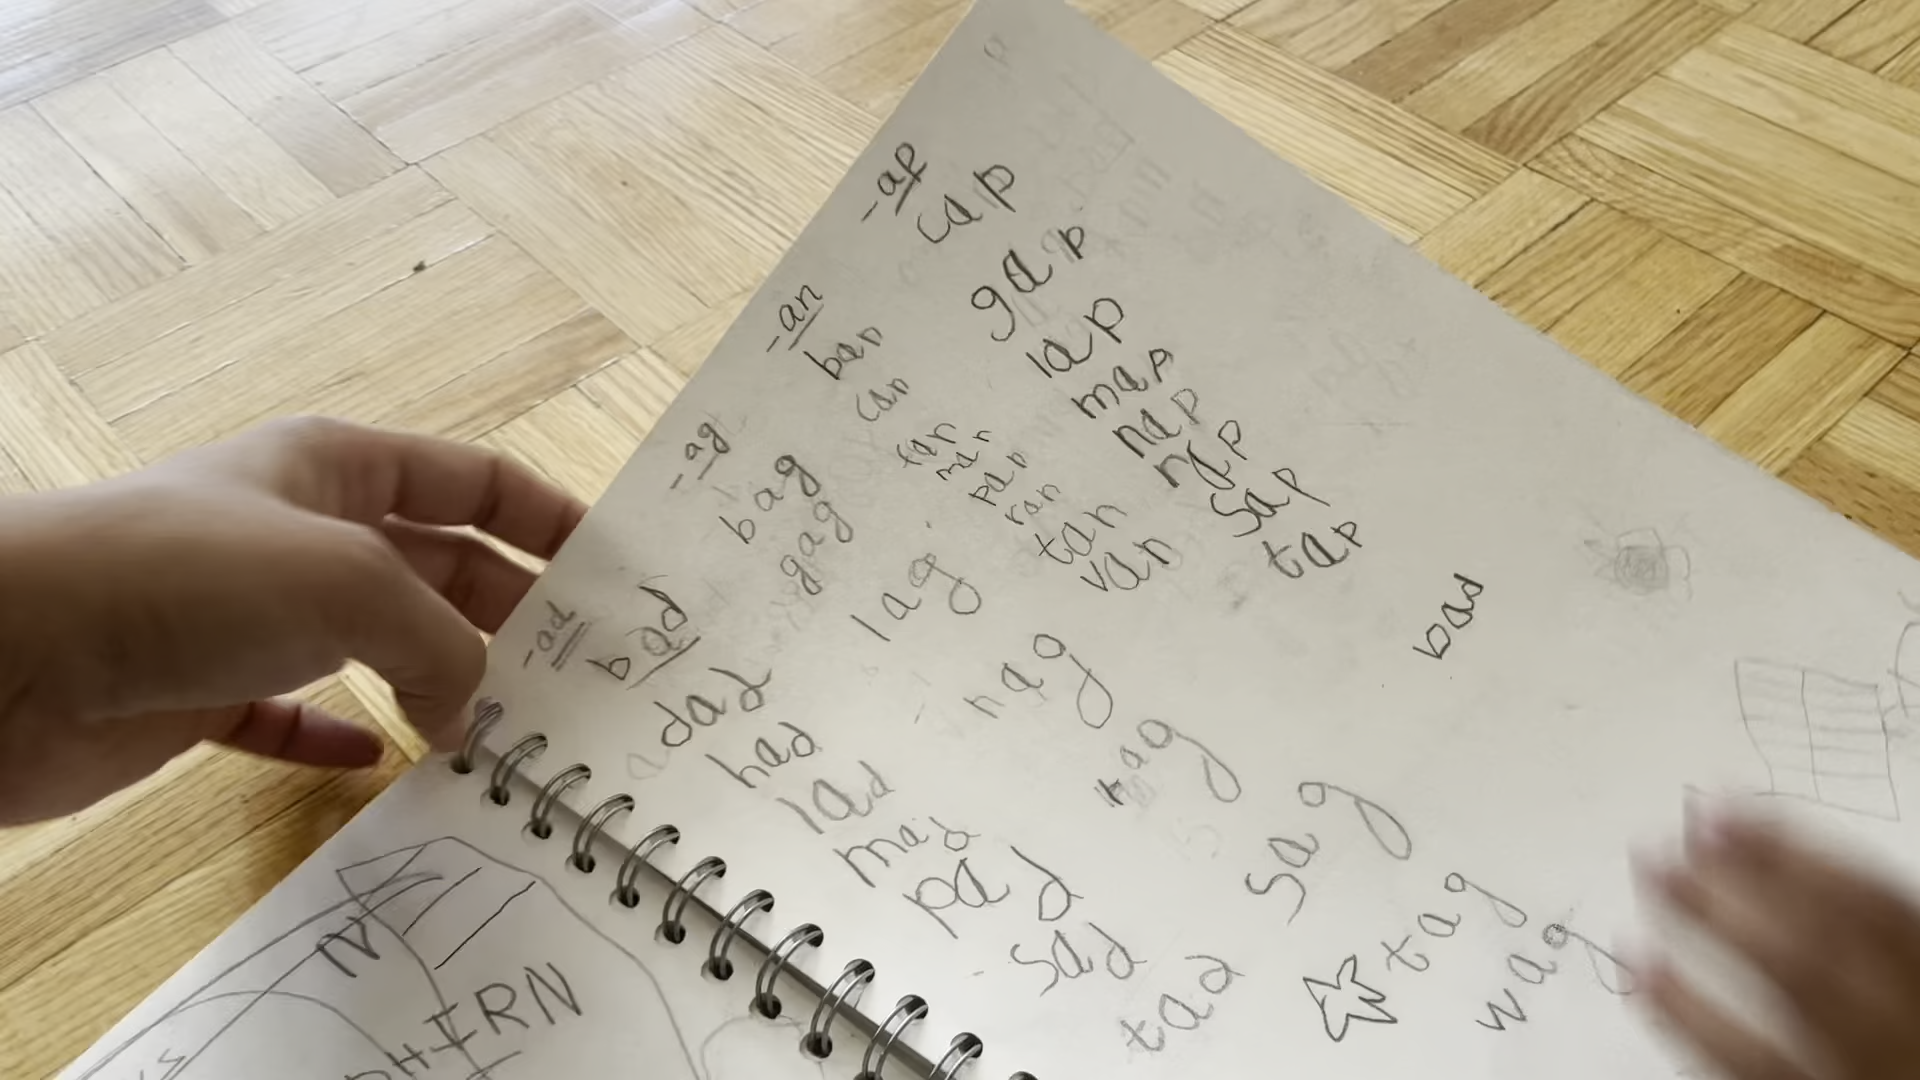 -ad
bad
dad
had
lad
mad
pad
sad
tad
-ag
bag
gag
lag
nag
rag
sag
tag
wag
-an
ban
can
fan
man
pan
ran
tan
van
-ap
cap
gap
lap
map
nap
rap
sap
tap
bad
N
HIRN